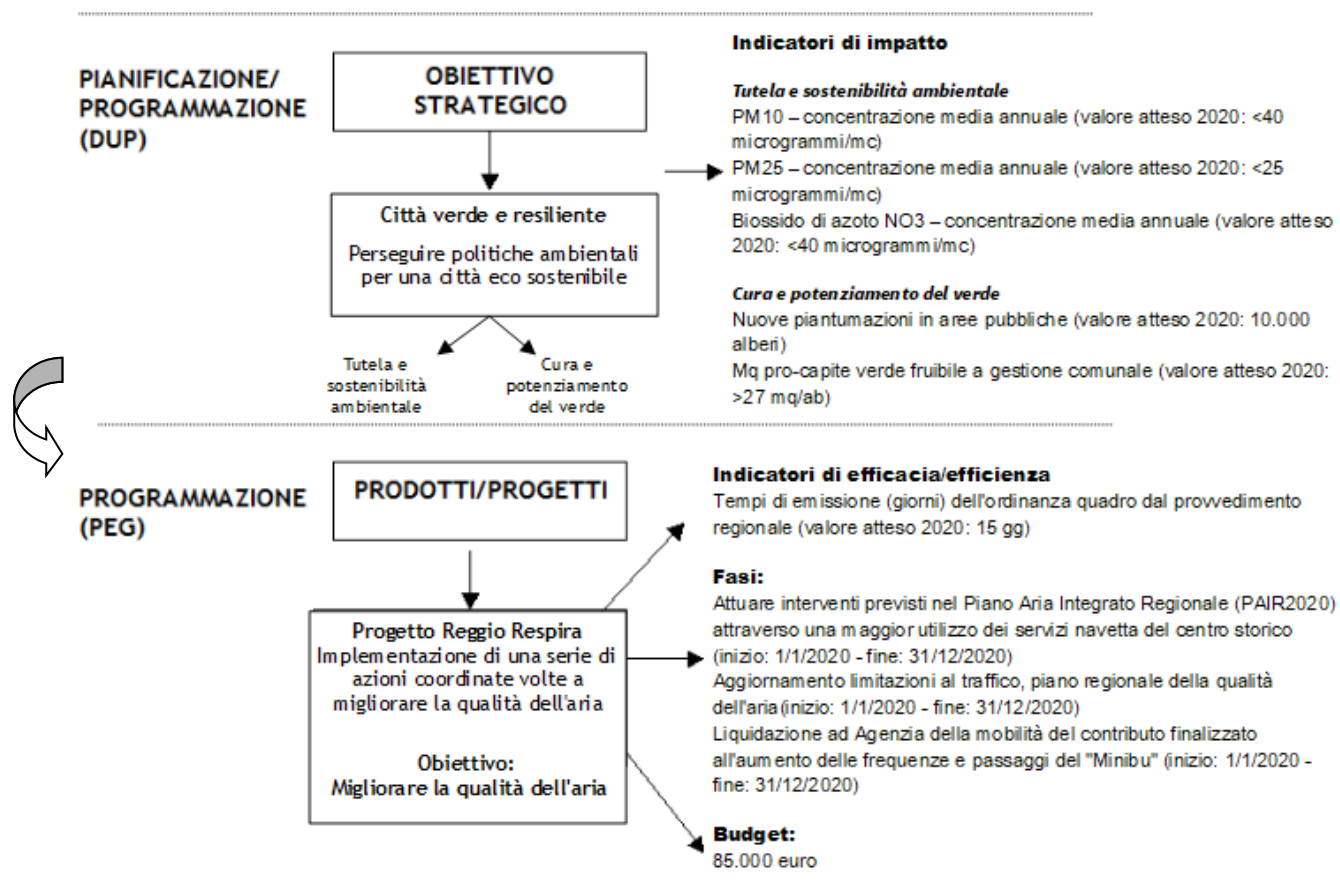 PIANIFICAZIONE/
PROGRAMMAZIONE
(DUP)
OBIETTIVO
STRATEGICO
Città verde e resiliente
Perseguire politiche ambientali
per una città eco sostenibile
Tutela e
sostenibilità
ambientale
Cura e
potenziamento
del verde
Indicatori di impatto
Tutela e sostenibilità ambientale
PM10 – concentrazione media annuale (valore atteso 2020: <40
microgrammi/mc)
PM25 – concentrazione media annuale (valore atteso 2020: <25
microgrammi/mc)
Biossido di azoto NO3 – concentrazione media annuale (valore atteso
2020: <40 microgrammi/mc)
Cura e potenziamento del verde
Nuove piantumazioni in aree pubbliche (valore atteso 2020: 10.000
alberi)
Mq pro-capite verde fruibile a gestione comunale (valore atteso 2020:
>27 mq/ab)
PROGRAMMAZIONE
(PEG)
PRODOTTI/PROGETTI
Progetto Reggio Respira
Implementazione di una serie di
azioni coordinate volte a
migliorare la qualità dell'aria
Obiettivo:
Migliorare la qualità dell'aria
Indicatori di efficacia/efficienza
Tempi di emissione (giorni) dell'ordinanza quadro dal provvedimento
regionale (valore atteso 2020: 15 gg)
Fasi:
Attuare interventi previsti nel Piano Aria Integrato Regionale (PAIR2020)
attraverso una maggior utilizzo dei servizi navetta del centro storico
(inizio: 1/1/2020 - fine: 31/12/2020)
Aggiornamento limitazioni al traffico, piano regionale della qualità
dell'aria(inizio: 1/1/2020 - fine: 31/12/2020)
Liquidazione ad Agenzia della mobilità del contributo finalizzato
all'aumento delle frequenze e passaggi del "Minibu" (inizio: 1/1/2020 -
fine: 31/12/2020)
Budget:
85.000 euro